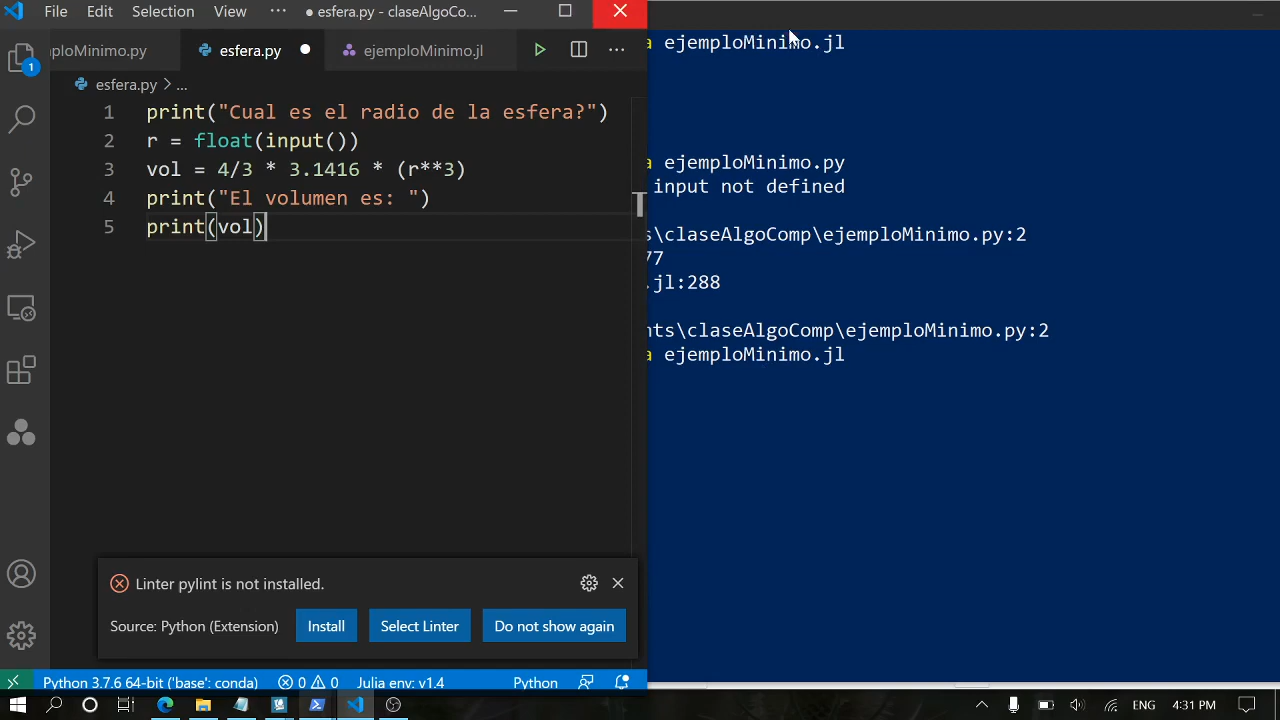 File Edit Selection View ··· ● esfera.py - claseAlgoCo...
mploMinimo.py esfera.py ● ejemploMinimo.jl ···
esfera.py > ...
1 print("Cual es el radio de la esfera?")
2 r = float(input())
3 vol = 4/3 * 3.1416 * (r**3)
4 print("El volumen es: ")
5 print(vol)
1
Linter pylint is not installed.
Source: Python (Extension) Install Select Linter Do not show again
Python 3.7.6 64-bit ('base': conda) 0 0 Julia env: v1.4 Python
a ejemploMinimo.jl
a ejemploMinimo.py
input not defined
s\claseAlgoComp\ejemploMinimo.py:2
77
.jl:288
nts\claseAlgoComp\ejemploMinimo.py:2
a ejemploMinimo.jl
ENG 4:31 PM